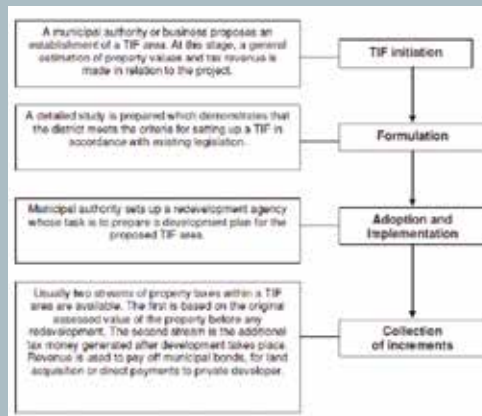 A municipal authority or business proposes an
establishment of a TIF area. At this stage, a general
estimation of property values and tax revenue is
made in relation to the project.
TIF initiation
A detailed study is prepared which demonstrates that
the district meets the criteria for setting up a TIF in
accordance with existing legislation.
Formulation
Municipal authority sets up a redevelopment agency
whose task is to prepare a development plan for the
proposed TIF area.
Adoption and
Implementation
Usually two streams of property taxes within a TIF
area are available. The first is based on the original
assessed value of the property before any
redevelopment. The second stream is the additional
tax money generated after development takes place.
Revenue is used to pay off municipal bonds, for land
acquisition or direct payments to private developer.
Collection
of increments